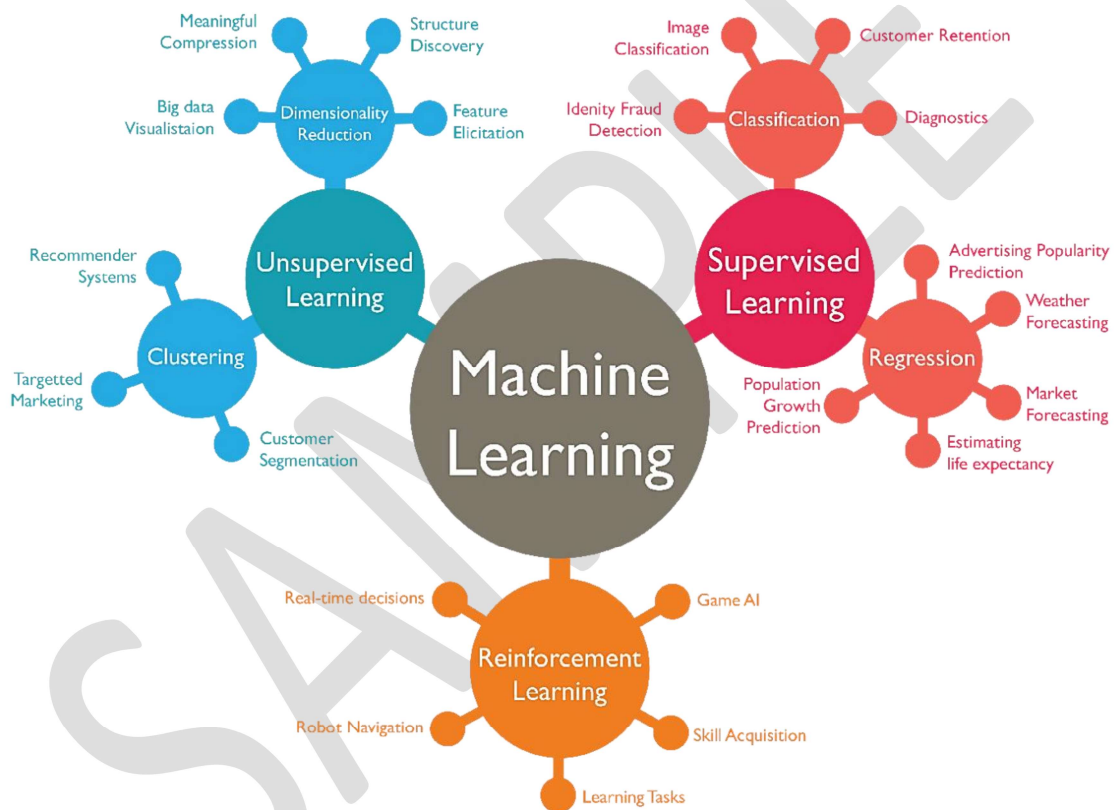 Meaningful
Compression
Structure
Discovery
Big data
Visualistaion
Dimensionality
Reduction
Feature
Elicitation
Image
Classification
Customer Retention
Idenity Fraud
Detection
Classification
Diagnostics
Recommender
Systems
Unsupervised
Learning
Clustering
Targetted
Marketing
Customer
Segmentation
Machine
Learning
Supervised
Learning
Advertising Popularity
Prediction
Weather
Forecasting
Regression
Population
Growth
Prediction
Market
Forecasting
Estimating
life expectancy
Real-time decisions
Game AI
Reinforcement
Learning
Robot Navigation
Skill Acquisition
Learning Tasks
SAMPLE